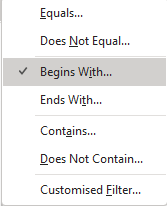 Equals...
Does Not Equal...
Begins With...
Ends With...
Contains...
Does Not Contain...
Customised Filter...